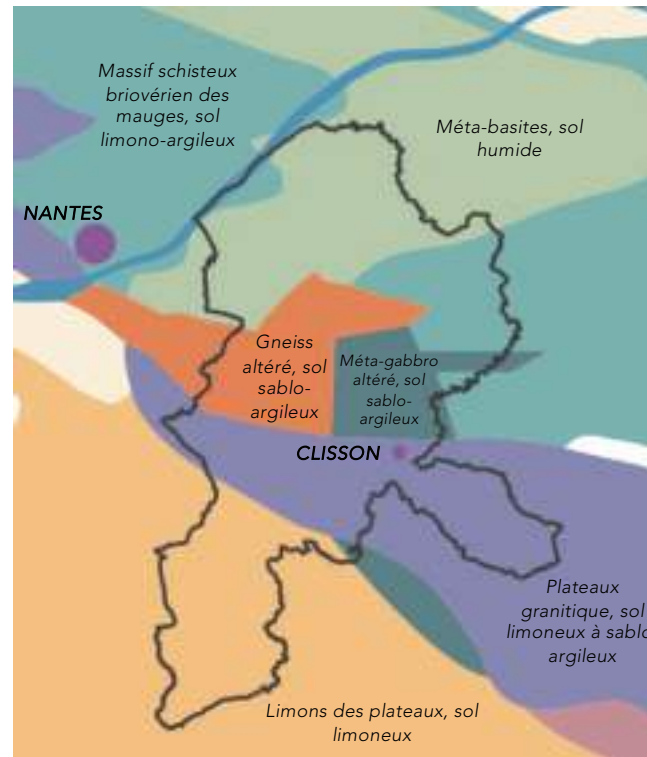 Massif schisteux
briovérien des
mauges, sol
limono-argileux
Méta-basites, sol
humide
NANTES
Gneiss
altéré, sol
sablo-
argileux
Méta-gabbro
altéré, sol
sablo-
argileux
CLISSON
Plateaux
granitique, sol
limoneux à sablo
argileux
Limons des plateaux, sol
limoneux